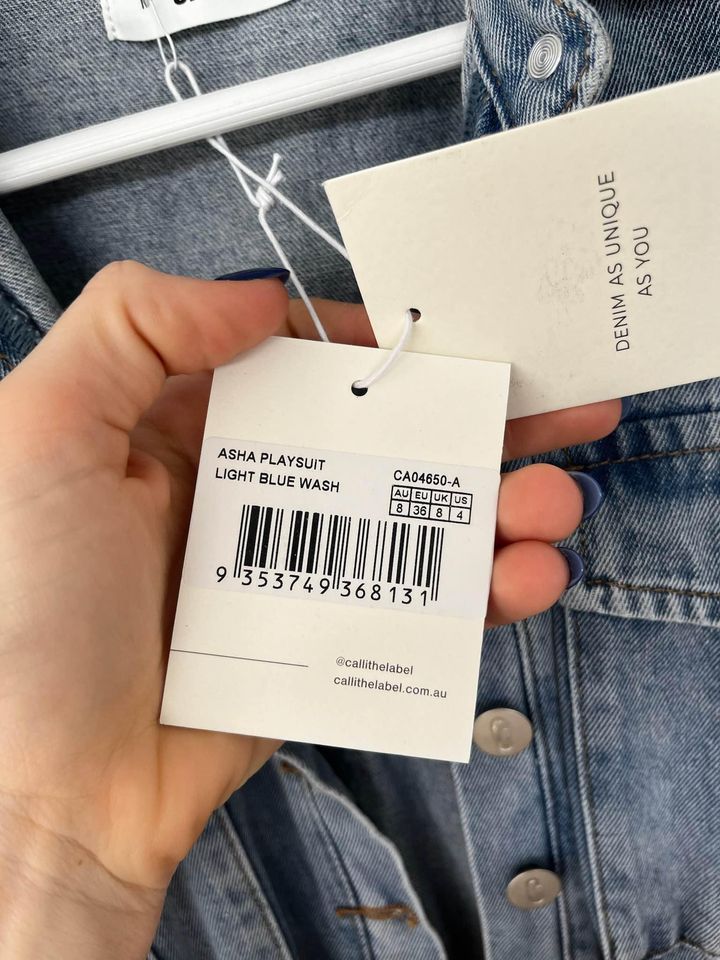 DENIM AS UNIQUE
AS YOU
ASHA PLAYSUIT
LIGHT BLUE WASH
CA04650-A
AU EU UK US
8 36 8 4
9 353749 368131
@callithelabel
callithelabel.com.au